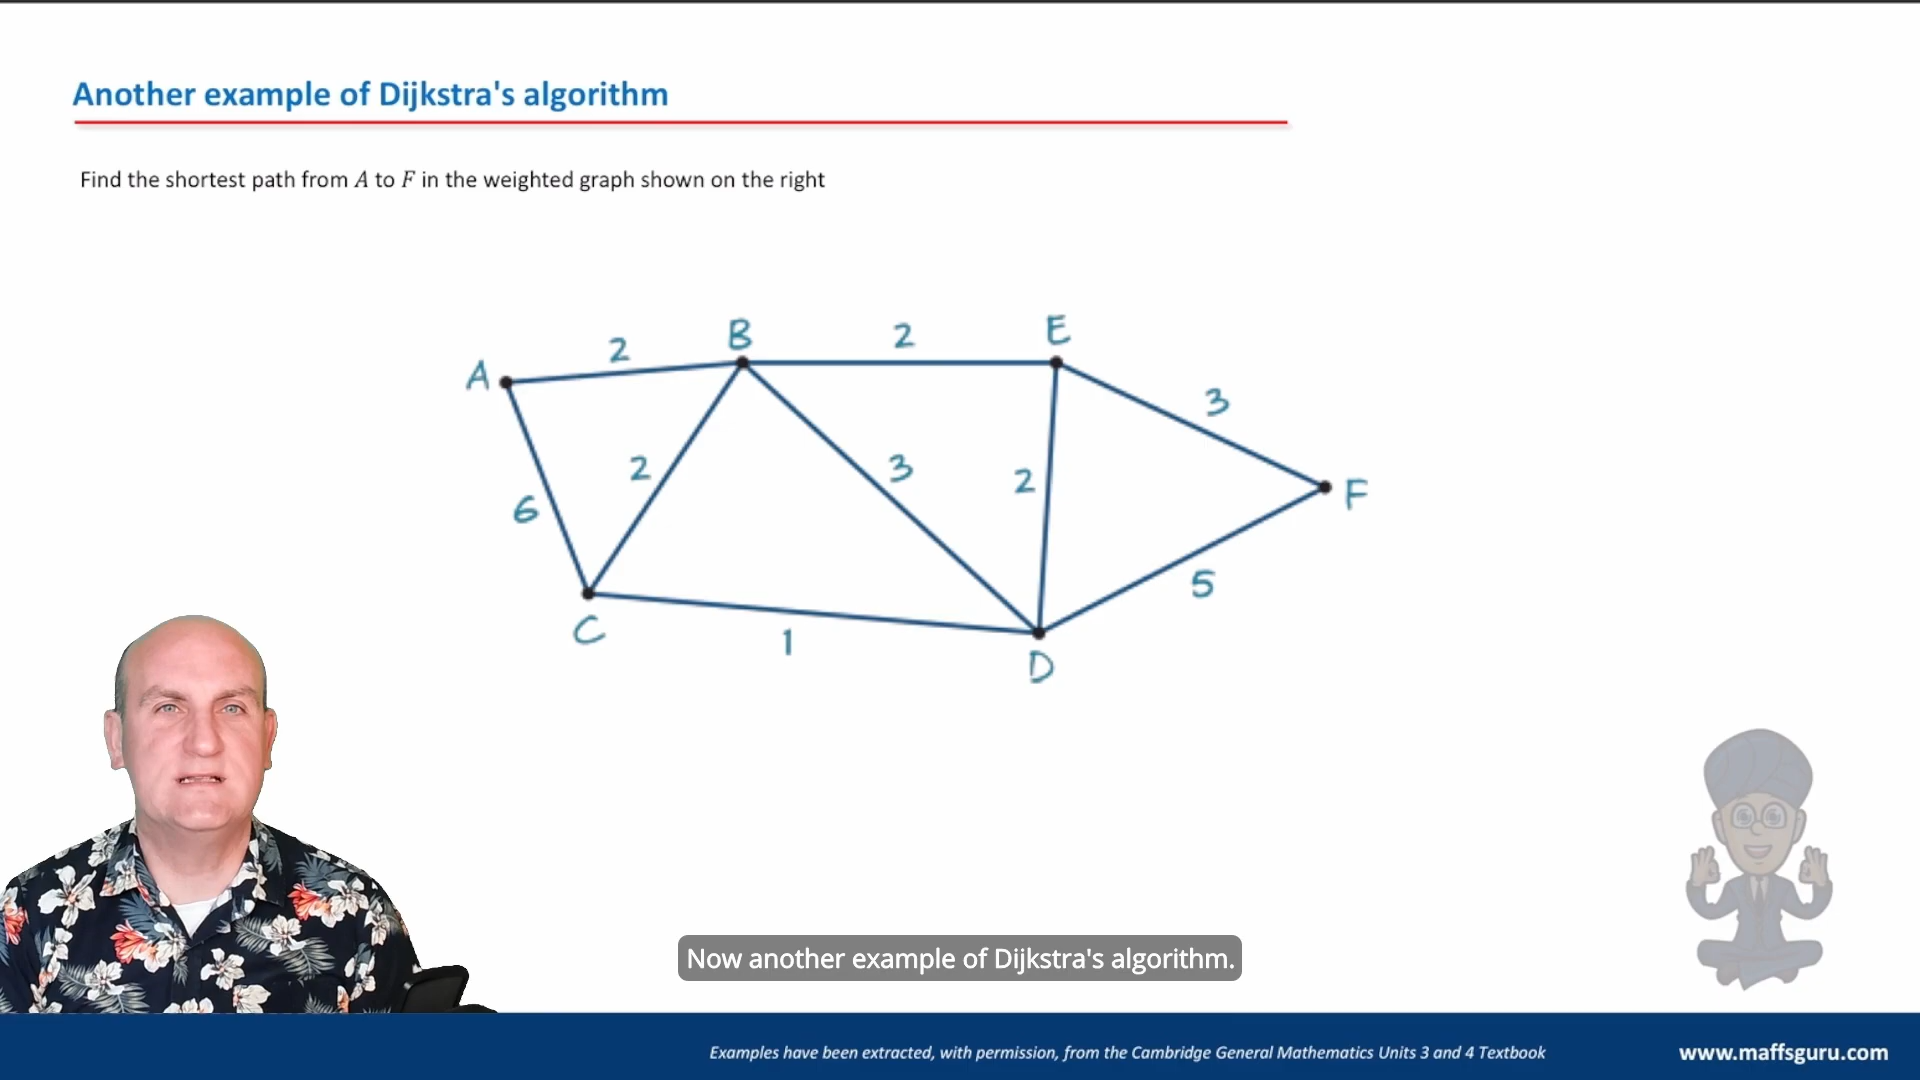 Another example of Dijkstra's algorithm
Find the shortest path from A to F in the weighted graph shown on the right
B
2
E
2
A
3
2
3
2
6
F
5
C
1
D
Now another example of Dijkstra's algorithm.
Examples have been extracted, with permission, from the Cambridge General Mathematics Units 3 and 4 Textbook
www.maffsguru.com